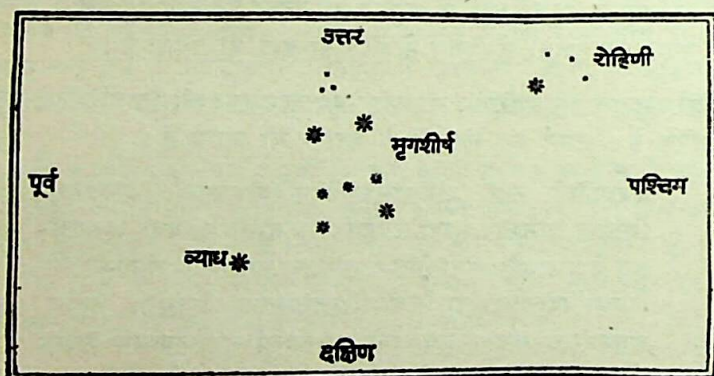 उत्तर
रोहिणी
मृगशीर्ष
पूर्व
पश्चिम
व्याध
दक्षिण